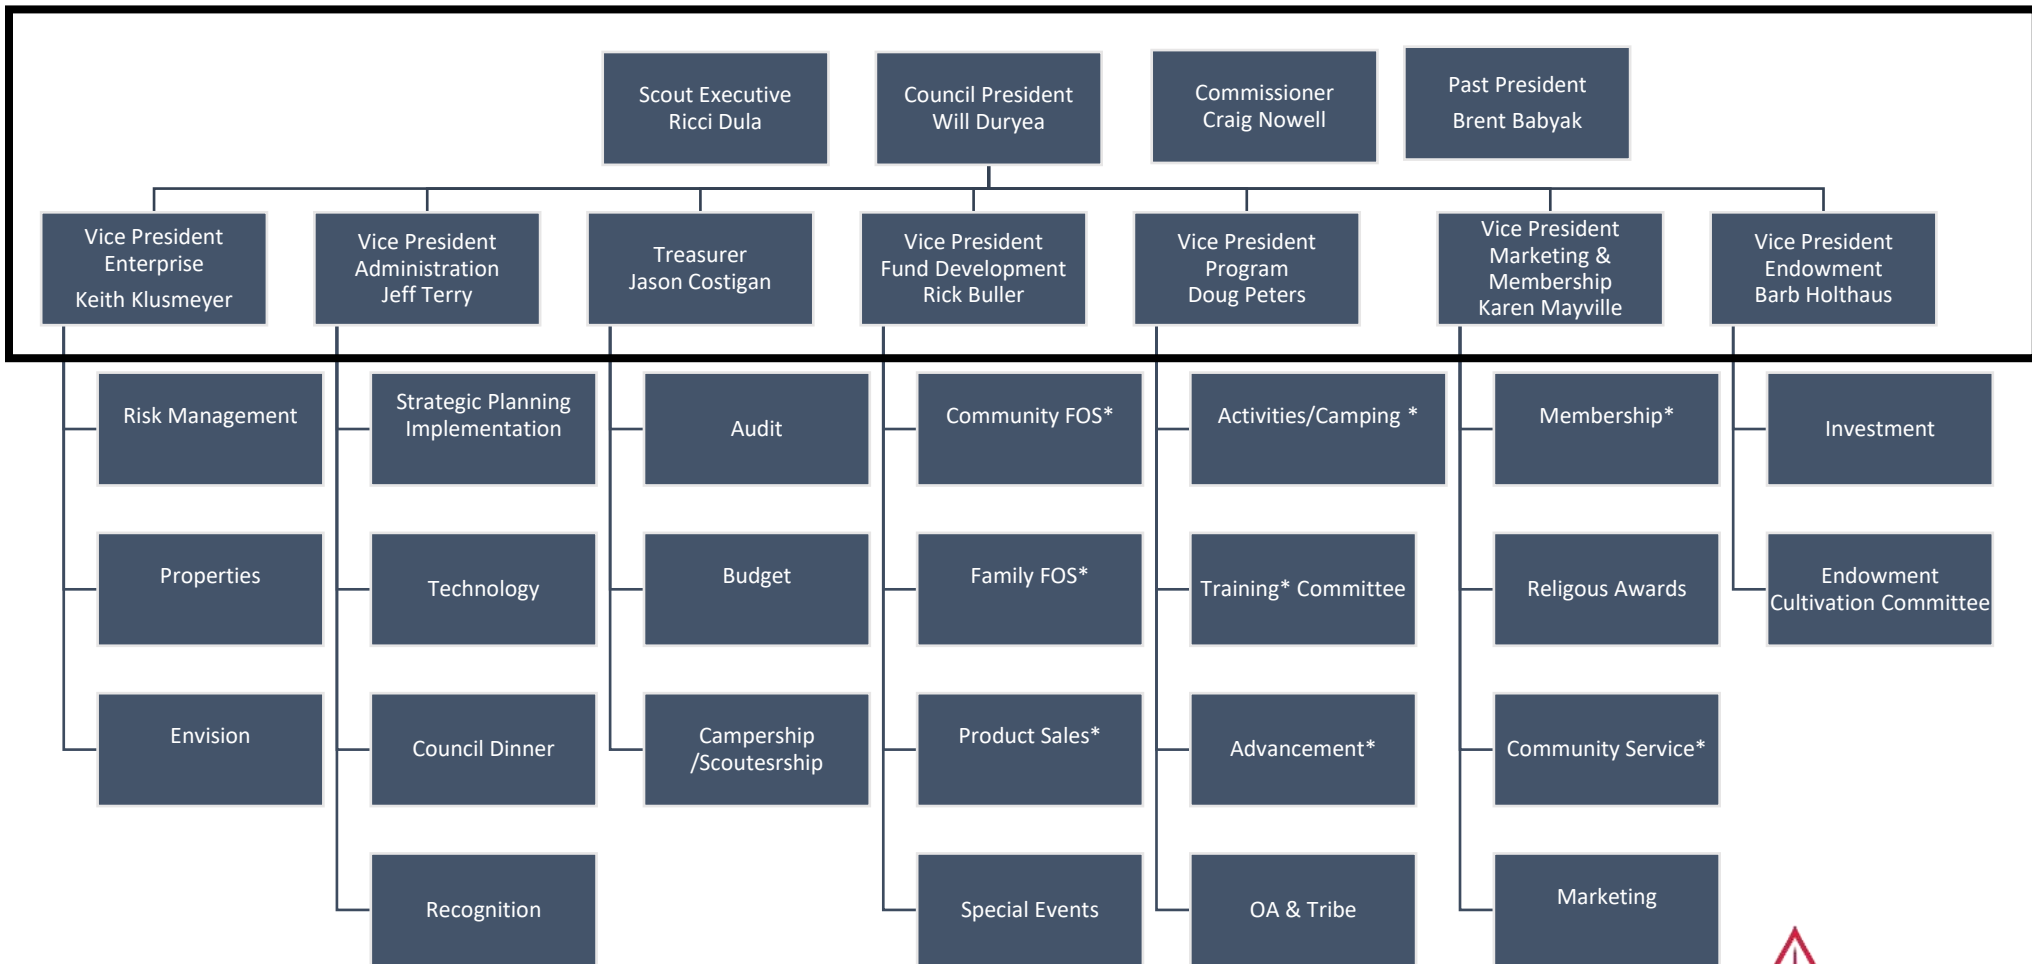 Scout Executive
Ricci Dula
Council President
Will Duryea
Commissioner
Craig Nowell
Past President
Brent Babyak
Vice President
Enterprise
Keith Klusmeyer
Vice President
Administration
Jeff Terry
Treasurer
Jason Costigan
Vice President
Fund Development
Rick Buller
Vice President
Program
Doug Peters
Vice President
Marketing &
Membership
Karen Mayville
Vice President
Endowment
Barb Holthaus
Risk Management
Strategic Planning
Implementation
Audit
Community FOS*
Activities/Camping *
Membership*
Investment
Properties
Technology
Budget
Family FOS*
Training* Committee
Religous Awards
Endowment
Cultivation Committee
Envision
Council Dinner
Campership
/Scoutesrship
Product Sales*
Advancement*
Community Service*
Recognition
Special Events
OA & Tribe
Marketing